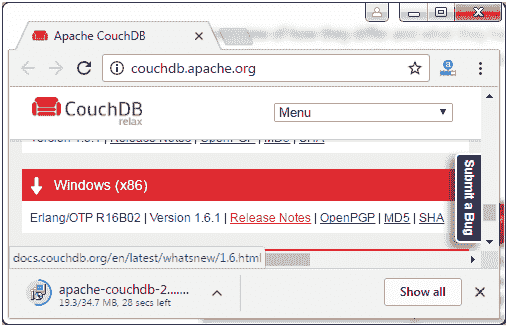 Apache CouchDB
couchdb.apache.org
CouchDB
relax
Menu
Version 1.6.1 | Release Notes | OpenPGP | MD5 | SHA
Windows (x86)
Erlang/OTP R16B02 | Version 1.6.1 | Release Notes | OpenPGP | MD5 | SHA
Submit a Bug
docs.couchdb.org/en/latest/whatsnew/1.6.html
apache-couchdb-2.......
19.3/34.7 MB, 28 secs left
Show all